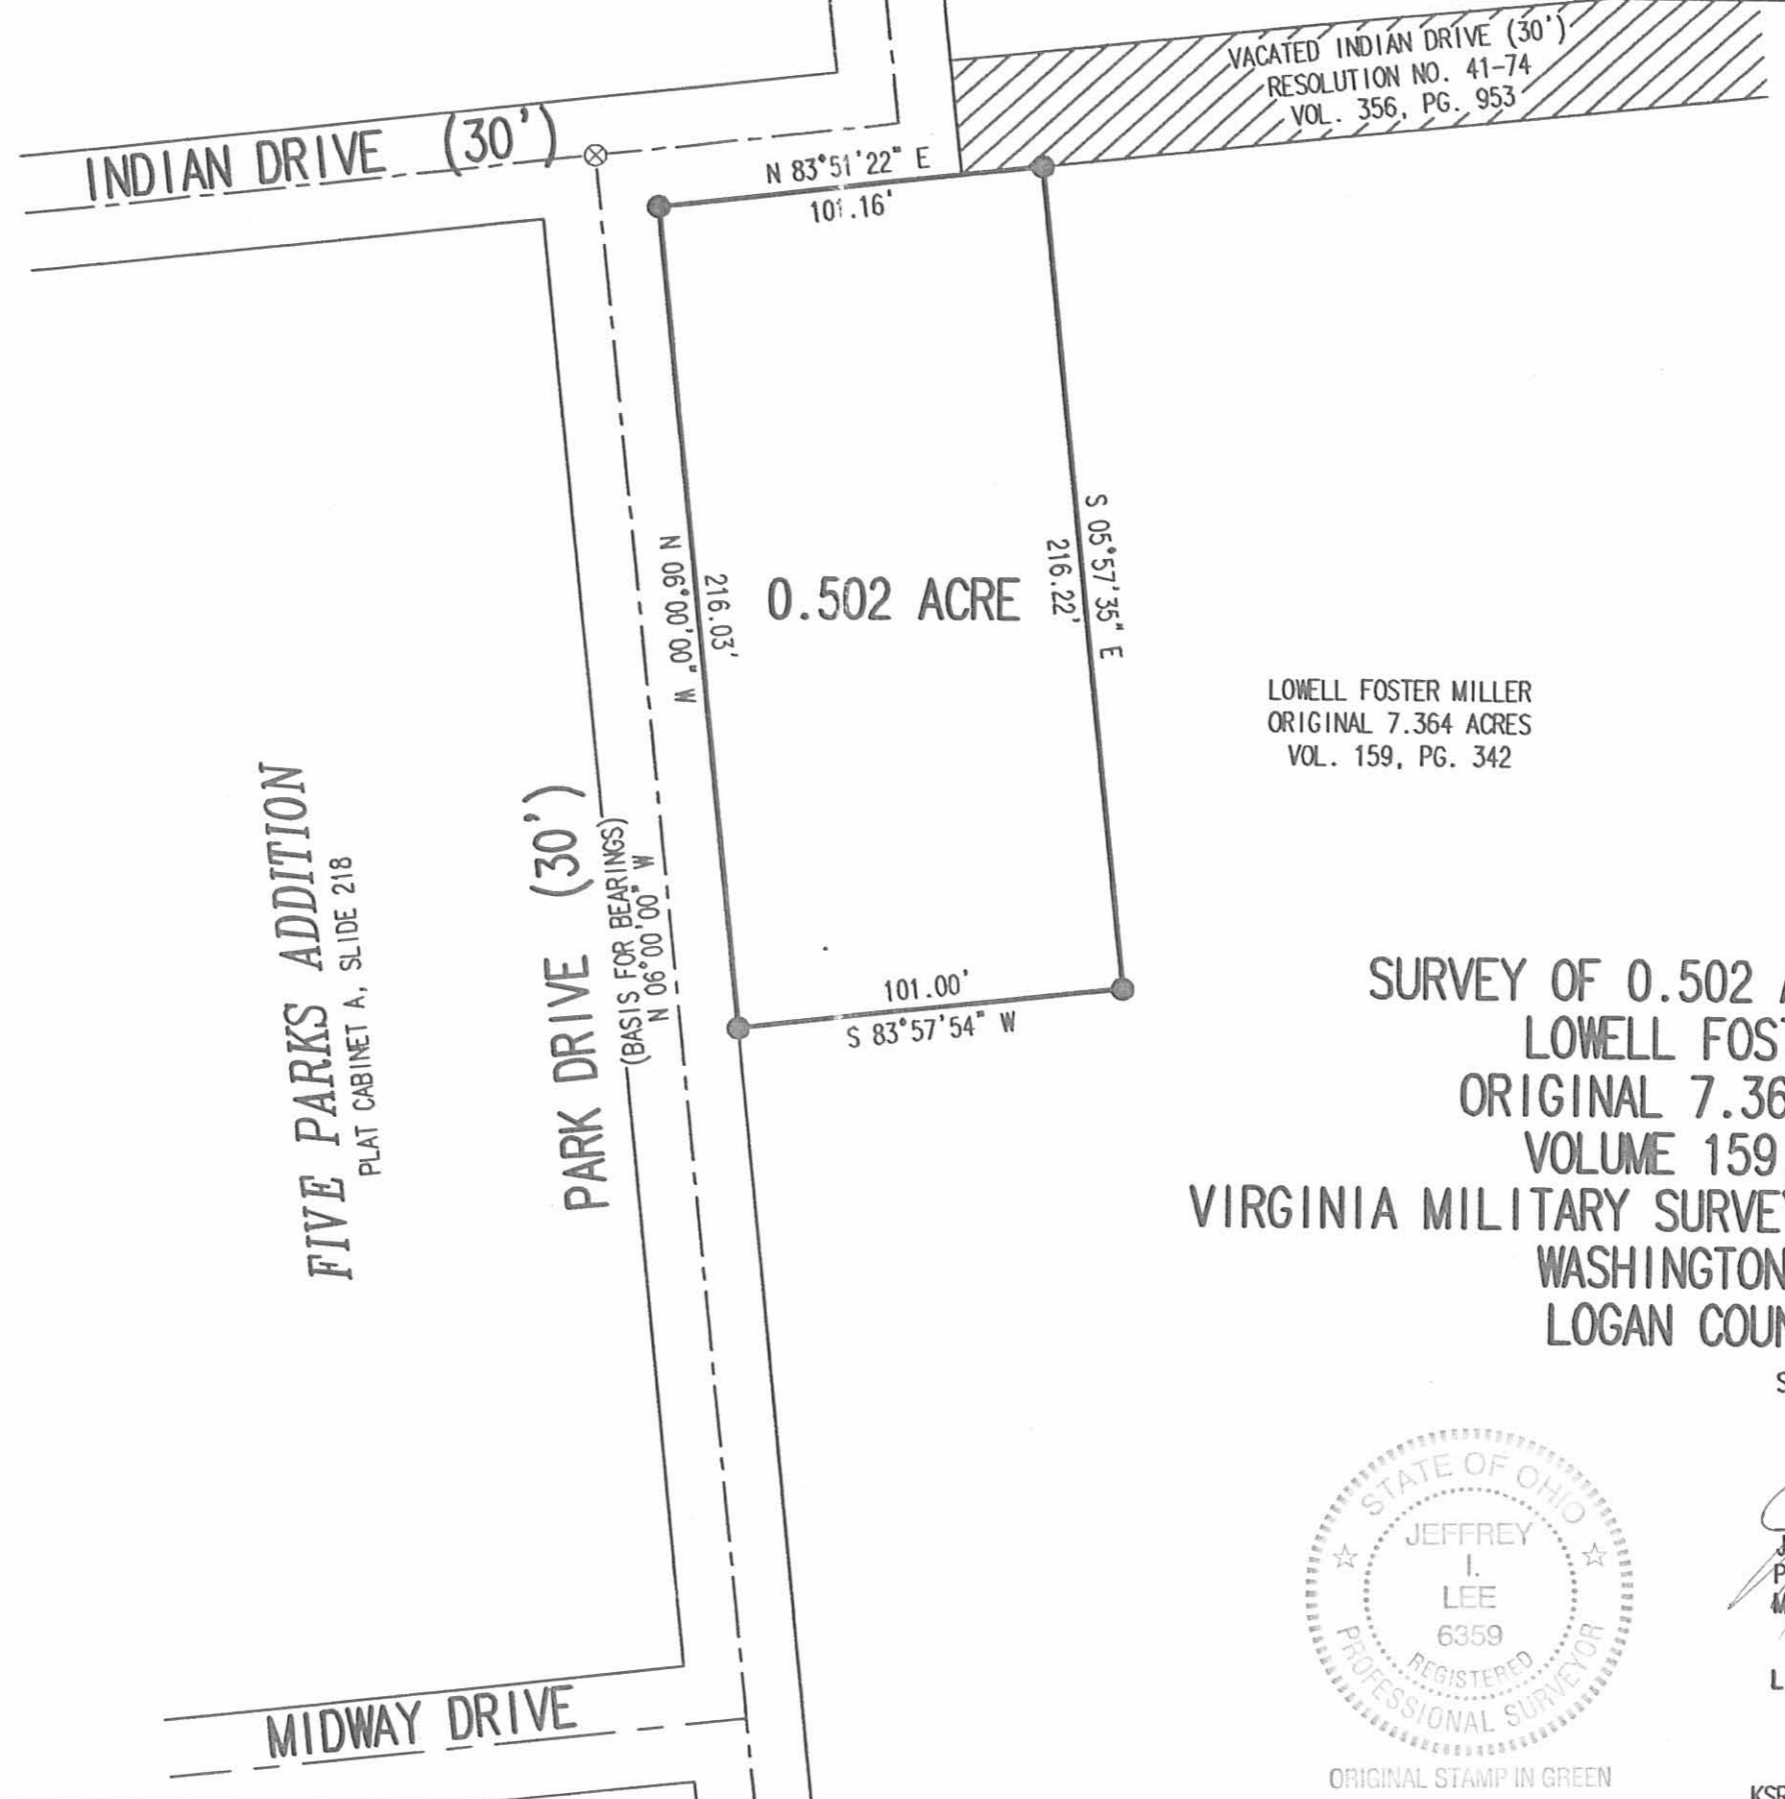 VACATED INDIAN DRIVE (30')
RESOLUTION NO. 41-74
VOL. 356, PG. 953
INDIAN DRIVE (30')
N 83°51'22" E
101.16'
N 06°00'00" W
216.03'
0.502 ACRE
216.22'
S 05°57'35" E
LOWELL FOSTER MILLER
ORIGINAL 7.364 ACRES
VOL. 159, PG. 342
FIVE PARKS ADDITION
PLAT CABINET A, SLIDE 218
PARK DRIVE (30')
(BASIS FOR BEARINGS)
N 06°00'00" W
101.00'
S 83°57'54" W
SURVEY OF 0.502
LOWELL FOS
ORIGINAL 7.36
VOLUME 159
VIRGINIA MILITARY SURVE
WASHINGTON
LOGAN COUN
S
STATE OF OHIO
JEFFREY
I.
LEE
6359
REGISTERED
PROFESSIONAL SURVEYOR
ORIGINAL STAMP IN GREEN
J
P
M
L
MIDWAY DRIVE